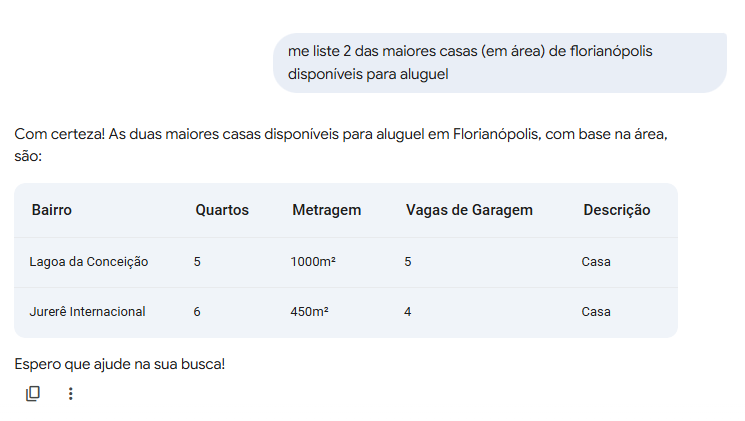 me liste 2 das maiores casas (em área) de florianópolis
disponíveis para aluguel
Com certeza! As duas maiores casas disponíveis para aluguel em Florianópolis, com base na área,
são:
Bairro Quartos Metragem Vagas de Garagem Descrição
Lagoa da Conceição 5 1000m² 5 Casa
Jurerê Internacional 6 450m² 4 Casa
Espero que ajude na sua busca!